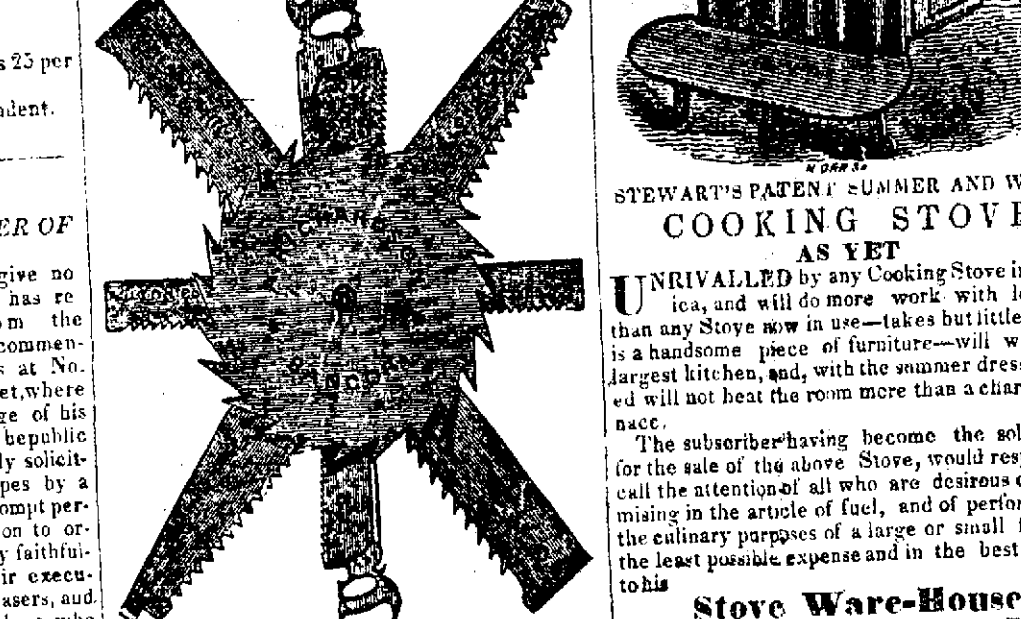 s 25 per
dent.
ER OF
give no
has re
om the
commen-
s at No.
et, where
ge of his
he public
ly solicit-
pes by a
ompt per-
on to or-
y faithful-
ir execu-
asers, and
STEWART'S PATENT SUMMER AND W
COOKING STOVE
AS YET
UNRIVALLED by any Cooking Stove in
ica, and will do more work with l
than any Stove now in use—takes but little
is a handsome piece of furniture—will w
largest kitchen, and, with the summer dres
ed will not heat the room more than a char
nace.
The subscriber having become the sol
for the sale of the above Stove, would res
call the attention of all who are desirous o
mising in the article of fuel, and of perfor
the culinary purposes of a large or small f
the least possible expense and in the best
to his
Stove Ware-House